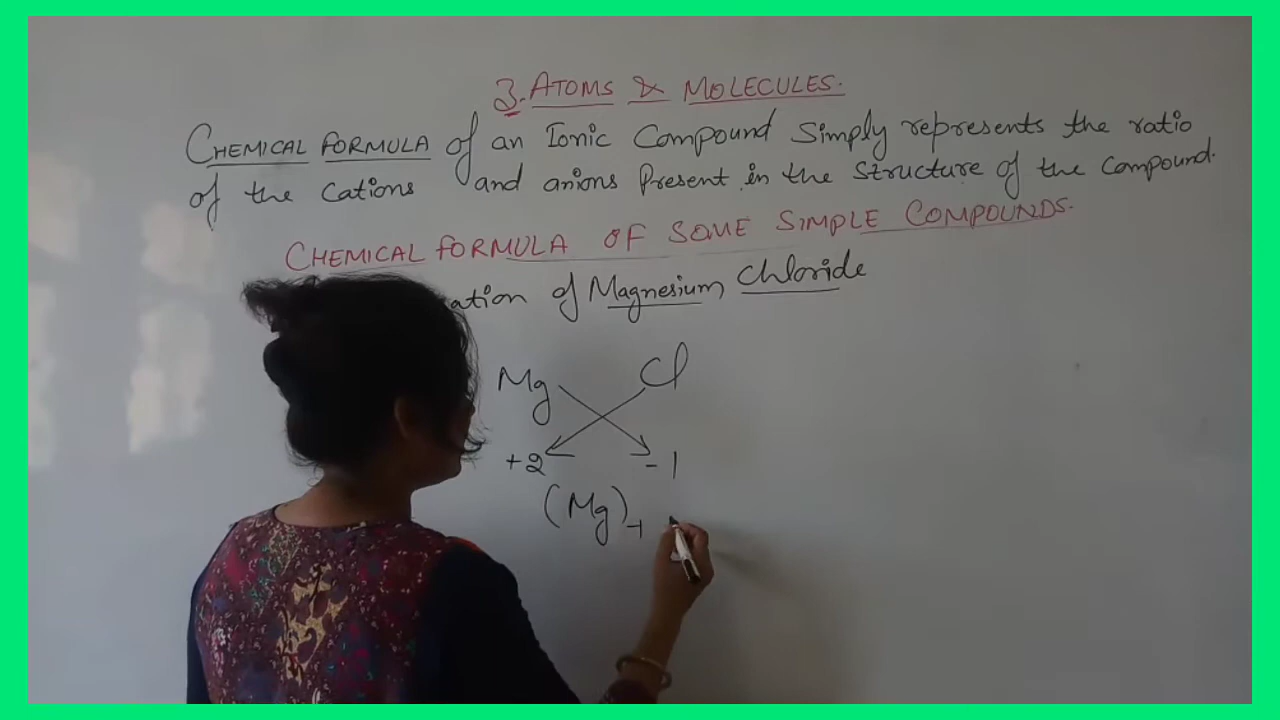 3. ATOMS & MOLECULES.
CHEMICAL FORMULA of an Ionic Compound Simply represents the ratio
of the Cations and anions Present in the Structure of the Compound.
CHEMICAL FORMULA OF SOME SIMPLE COMPOUNDS.
of Magnesium Chloride
Mg Cl
+2 -1
(Mg)-1